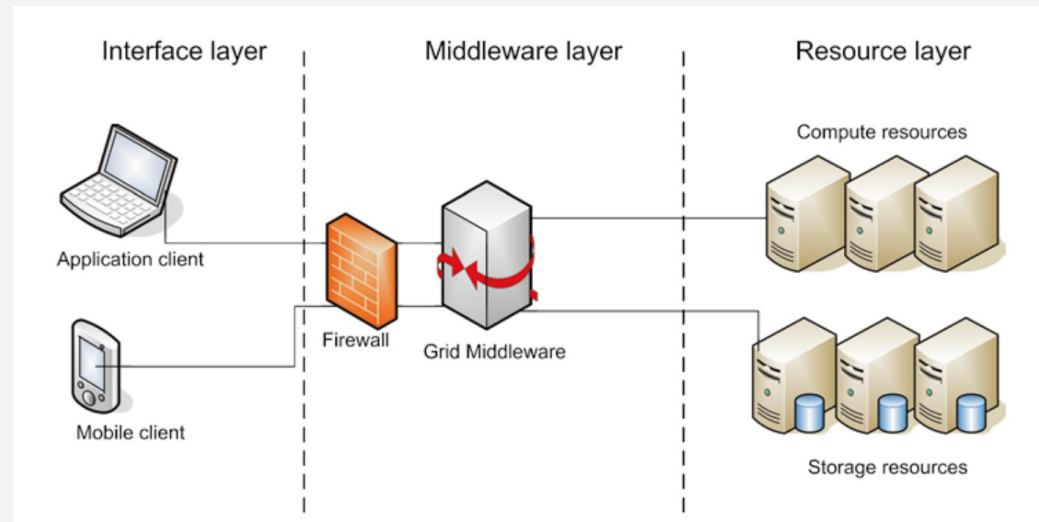 Interface layer
Middleware layer
Resource layer
Compute resources
Application client
Firewall
Grid Middleware
Mobile client
Storage resources